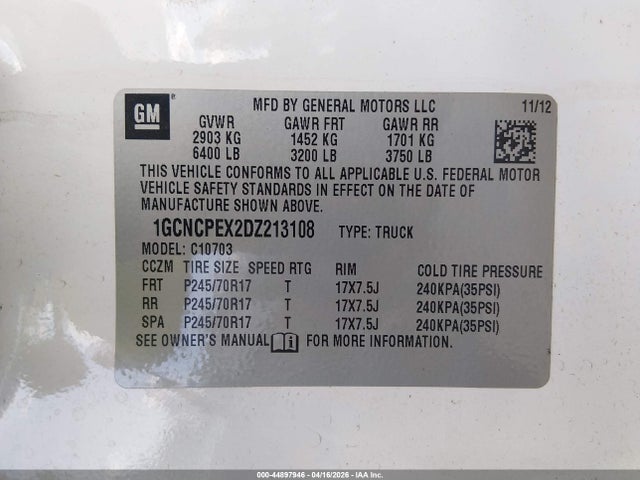 GM
MFD BY GENERAL MOTORS LLC 11/12
GVWR GAWR FRT GAWR RR
2903 KG 1452 KG 1701 KG
6400 LB 3200 LB 3750 LB
THIS VEHICLE CONFORMS TO ALL APPLICABLE U.S. FEDERAL MOTOR
VEHICLE SAFETY STANDARDS IN EFFECT ON THE DATE OF
MANUFACTURE SHOWN ABOVE.
1GCNCPEX2DZ213108 TYPE: TRUCK
MODEL: C10703
CCZM TIRE SIZE SPEED RTG RIM COLD TIRE PRESSURE
FRT P245/70R17 T 17X7.5J 240KPA(35PSI)
RR P245/70R17 T 17X7.5J 240KPA(35PSI)
SPA P245/70R17 T 17X7.5J 240KPA(35PSI)
SEE OWNER'S MANUAL FOR MORE INFORMATION.
000-44897946 - 04/16/2026 - IAA, Inc.